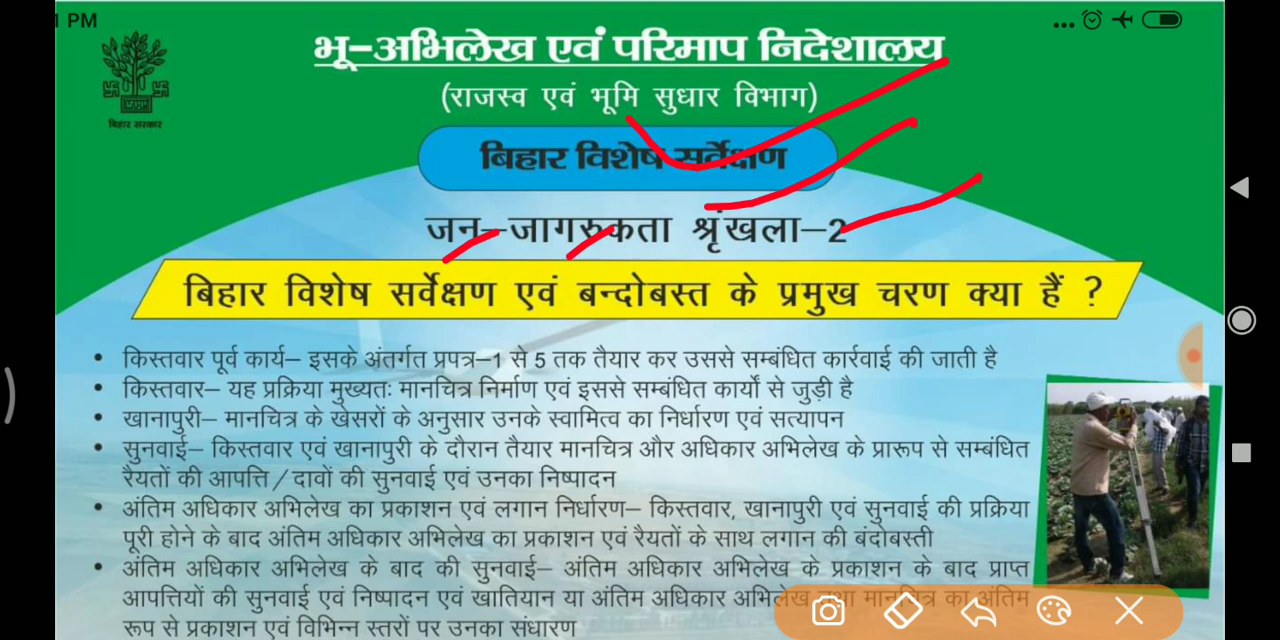 1 PM
भू-अभिलेख एवं परिमाप निदेशालय
(राजस्व एवं भूमि सुधार विभाग)
बिहार सरकार
बिहार विशेष सर्वेक्षण
जन-जागरुकता श्रृंखला-2
बिहार विशेष सर्वेक्षण एवं बन्दोबस्त के प्रमुख चरण क्या हैं ?
• किस्तवार पूर्व कार्य– इसके अंतर्गत प्रपत्र–1 से 5 तक तैयार कर उससे सम्बंधित कार्रवाई की जाती है
• किस्तवार– यह प्रक्रिया मुख्यतः मानचित्र निर्माण एवं इससे सम्बंधित कार्यों से जुड़ी है
• खानापुरी– मानचित्र के खेसरों के अनुसार उनके स्वामित्व का निर्धारण एवं सत्यापन
• सुनवाई– किस्तवार एवं खानापुरी के दौरान तैयार मानचित्र और अधिकार अभिलेख के प्रारूप से सम्बंधित
रैयतों की आपत्ति / दावों की सुनवाई एवं उनका निष्पादन
• अंतिम अधिकार अभिलेख का प्रकाशन एवं लगान निर्धारण– किस्तवार, खानापुरी एवं सुनवाई की प्रक्रिया
पूरी होने के बाद अंतिम अधिकार अभिलेख का प्रकाशन एवं रैयतों के साथ लगान की बंदोबस्ती
• अंतिम अधिकार अभिलेख के बाद की सुनवाई– अंतिम अधिकार अभिलेख के प्रकाशन के बाद प्राप्त
आपत्तियों की सुनवाई एवं निष्पादन एवं खातियान या अंतिम अधिकार अभिलेख तथा मानचित्र का अंतिम
रूप से प्रकाशन एवं विभिन्न स्तरों पर उनका संधारण